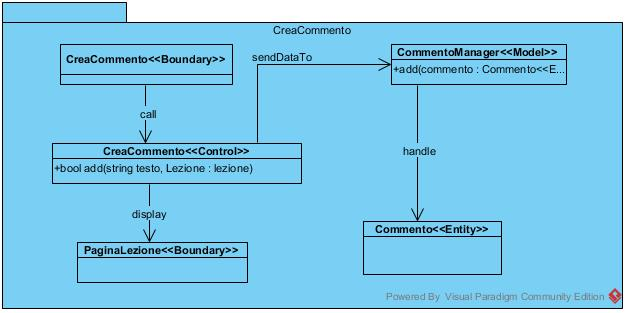 CreaCommento
CreaCommento<<Boundary>>
CommentoManager<<Model>>
+add(commento : Commento<<E...
sendDataTo
call
CreaCommento<<Control>>
+bool add(string testo, Lezione : lezione)
handle
display
PaginaLezione<<Boundary>>
Commento<<Entity>>
Powered By Visual Paradigm Community Edition